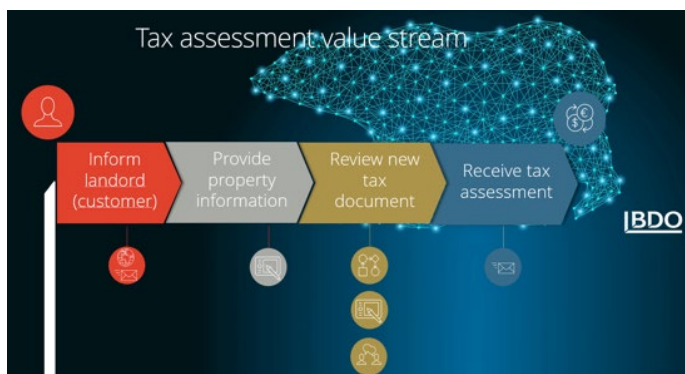 Tax assessment value stream
Inform
landord
(customer)
Provide
property
information
Review new
tax
document
Receive tax
assessment
€
$
|BDO